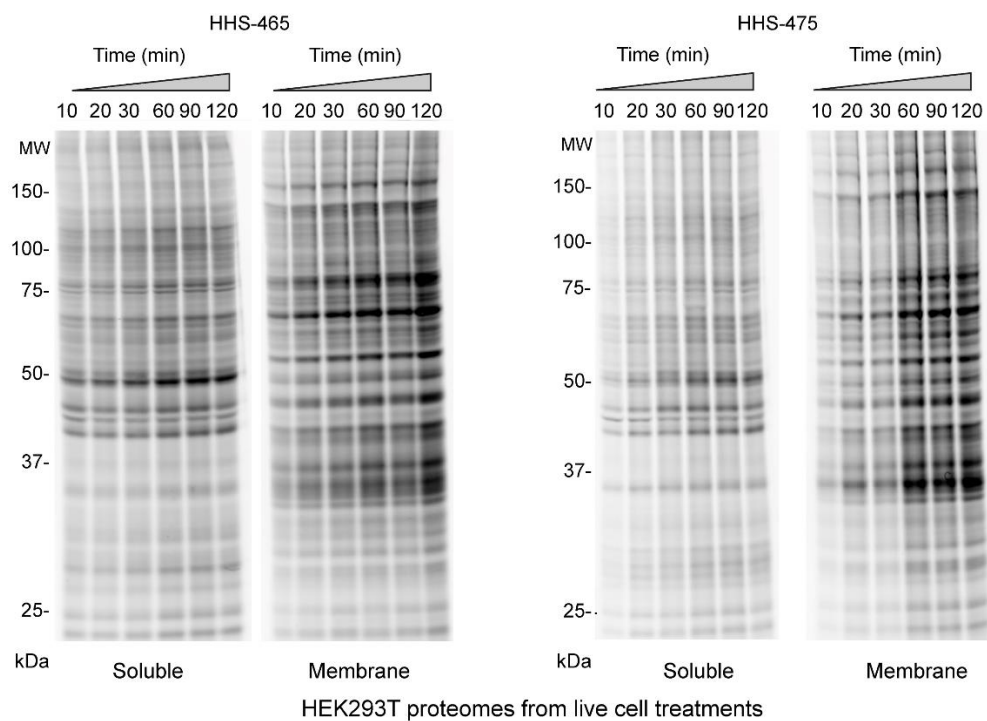 HHS-465 HHS-475
Time (min) Time (min) Time (min) Time (min)
10 20 30 60 90 120 10 20 30 60 90 120 10 20 30 60 90 120 10 20 30 60 90 120
MW MW
150- 150-
100- 100-
75- 75-
50- 50-
37- 37-
25- 25-
kDa Soluble Membrane kDa Soluble Membrane
HEK293T proteomes from live cell treatments